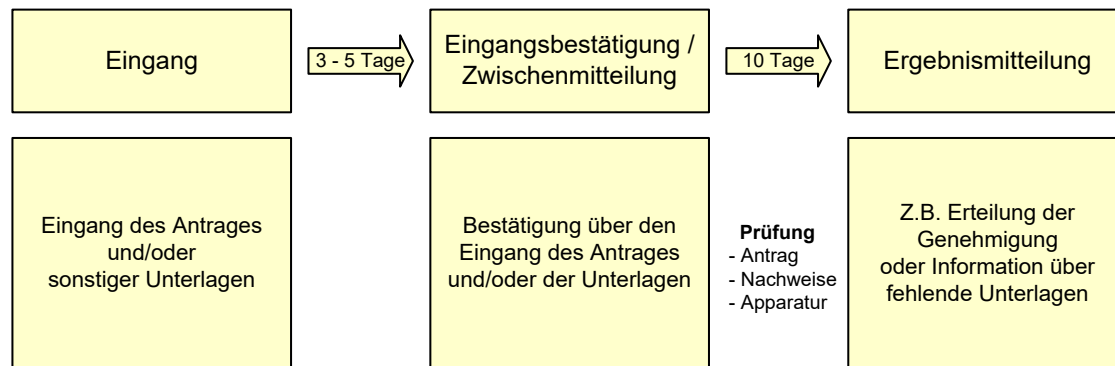 Eingang
3 - 5 Tage
Eingangsbestätigung /
Zwischenmitteilung
10 Tage
Ergebnismitteilung
Eingang des Antrages
und/oder
sonstiger Unterlagen
Bestätigung über den
Eingang des Antrages
und/oder der Unterlagen
Prüfung
- Antrag
- Nachweise
- Apparatur
Z.B. Erteilung der
Genehmigung
oder Information über
fehlende Unterlagen